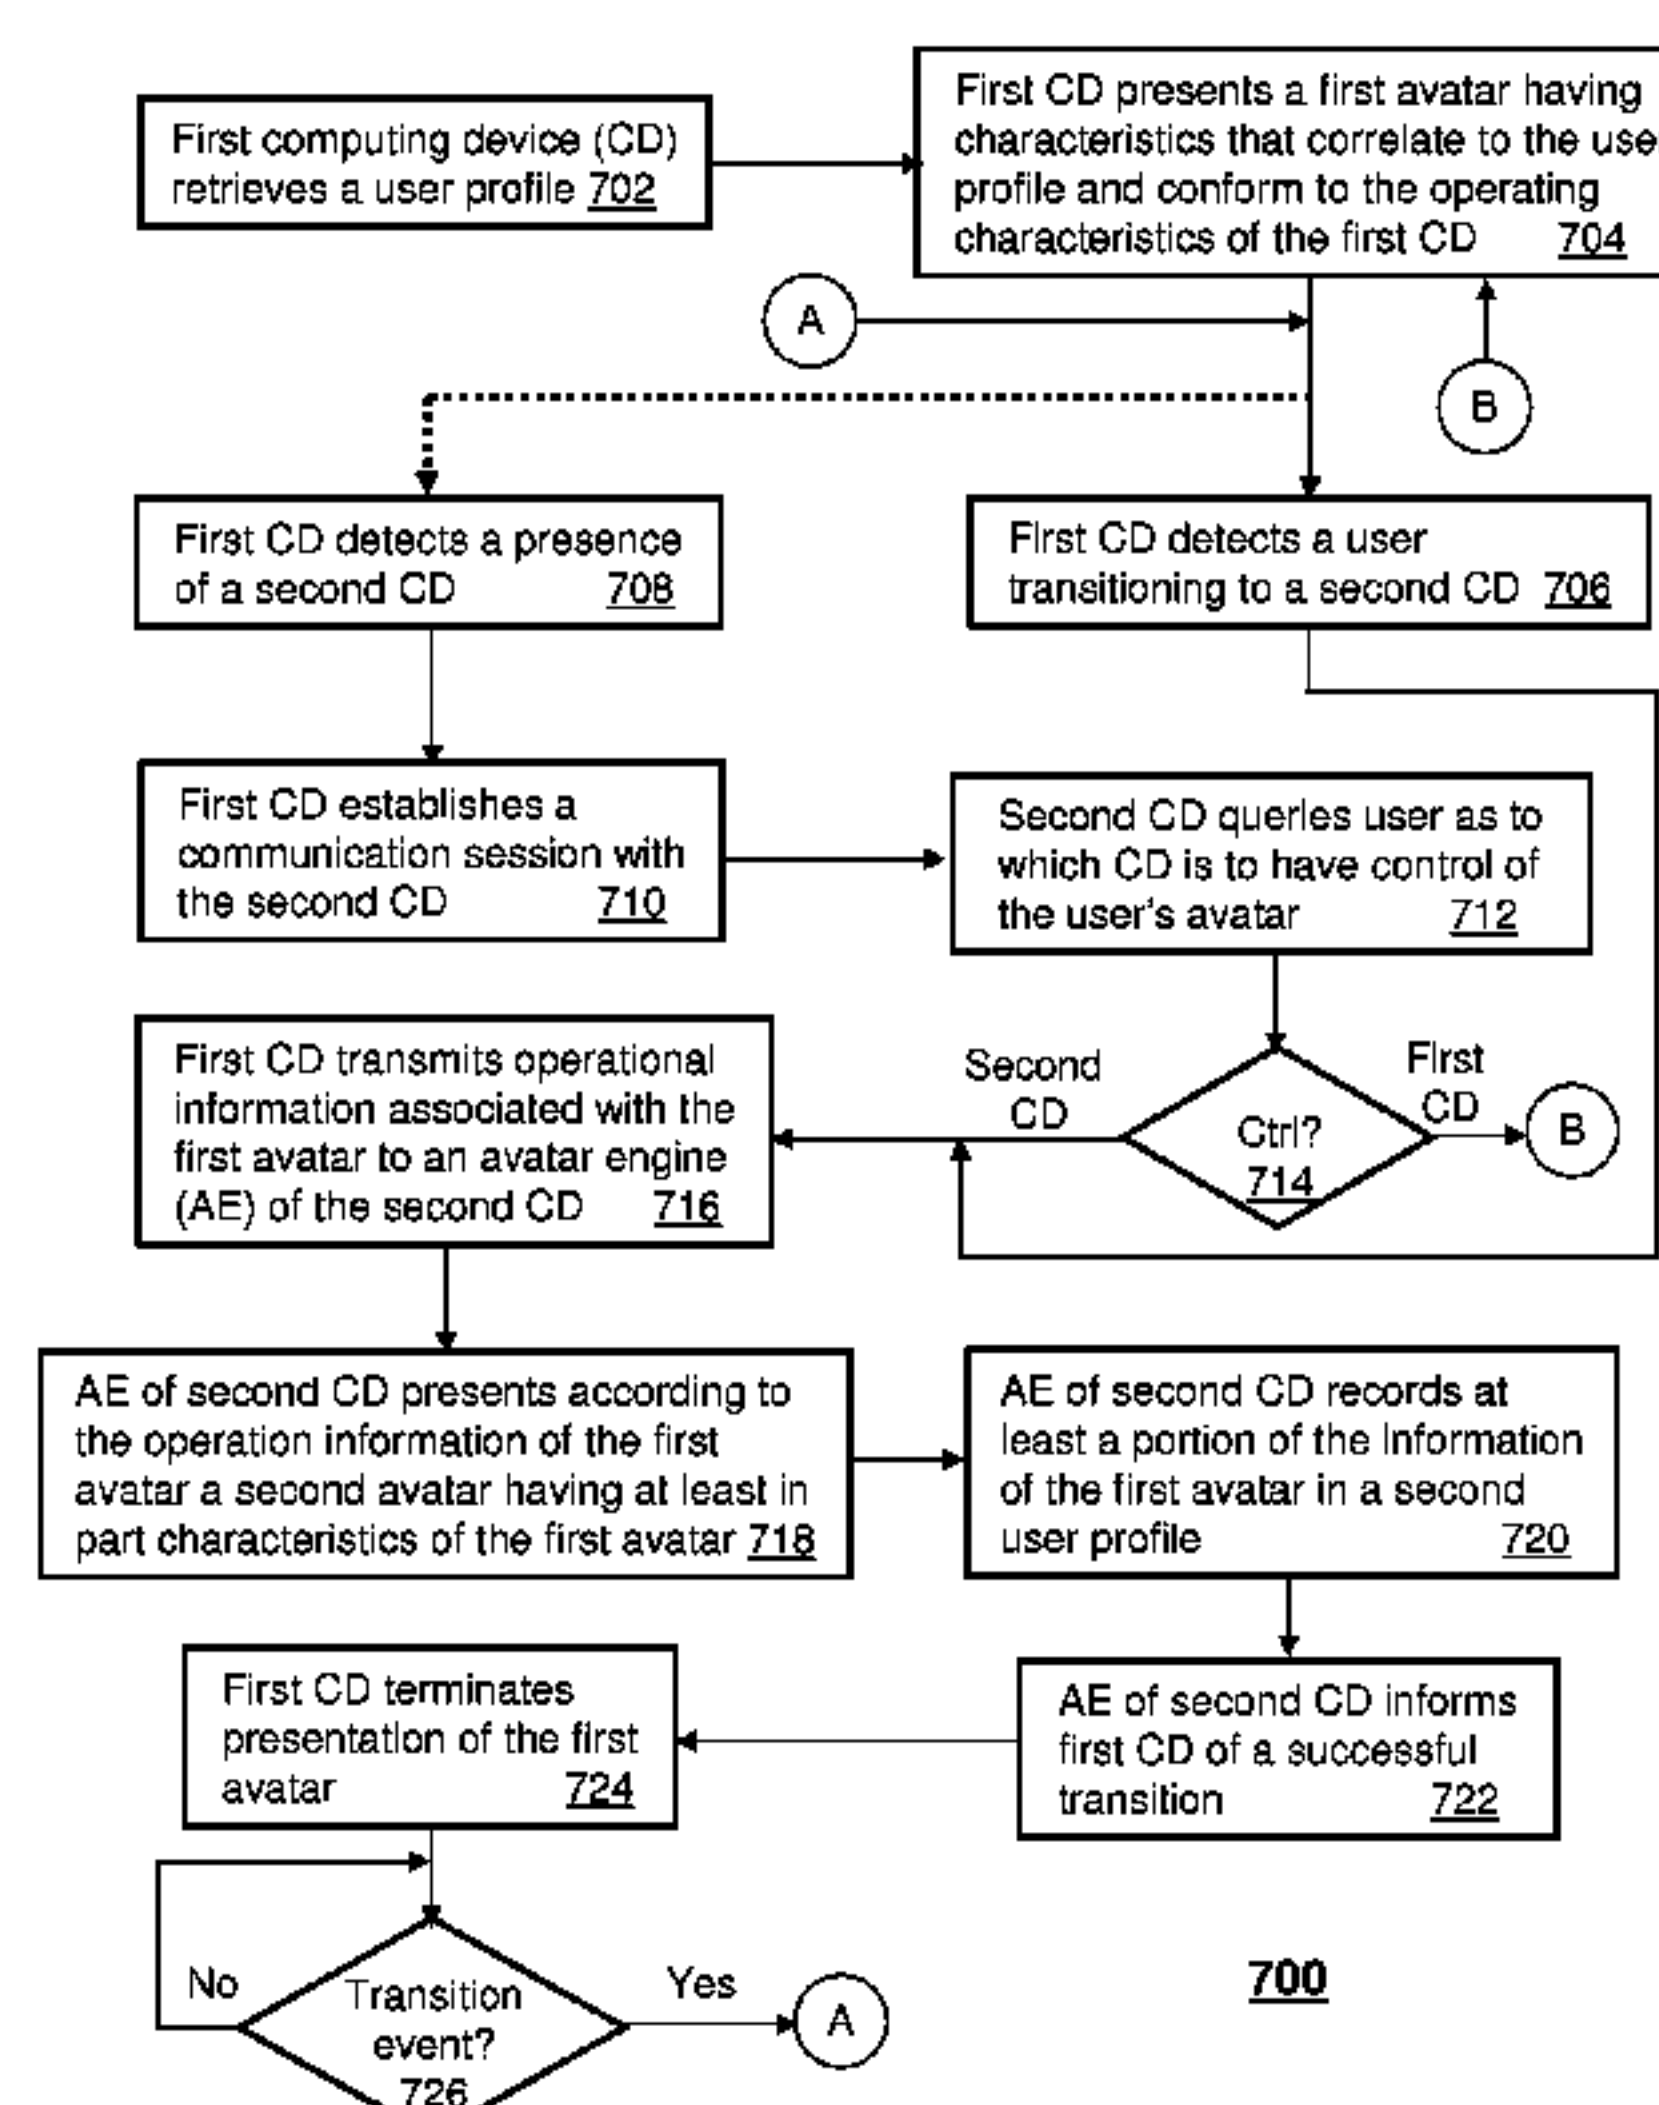 First computing device (CD)
retrieves a user profile 702
First CD presents a first avatar having
characteristics that correlate to the use
profile and conform to the operating
characteristics of the first CD 704
A
B
First CD detects a presence
of a second CD 708
First CD detects a user
transitioning to a second CD 706
First CD establishes a
communication session with
the second CD 710
Second CD queries user as to
which CD is to have control of
the user's avatar 712
First CD transmits operational
information associated with the
first avatar to an avatar engine
(AE) of the second CD 716
Second
CD
Ctrl?
714
First
CD
B
AE of second CD presents according to
the operation information of the first
avatar a second avatar having at least in
part characteristics of the first avatar 718
AE of second CD records at
least a portion of the Information
of the first avatar in a second
user profile 720
First CD terminates
presentation of the first
avatar 724
AE of second CD informs
first CD of a successful
transition 722
No
Transition
event?
726
Yes
A
700